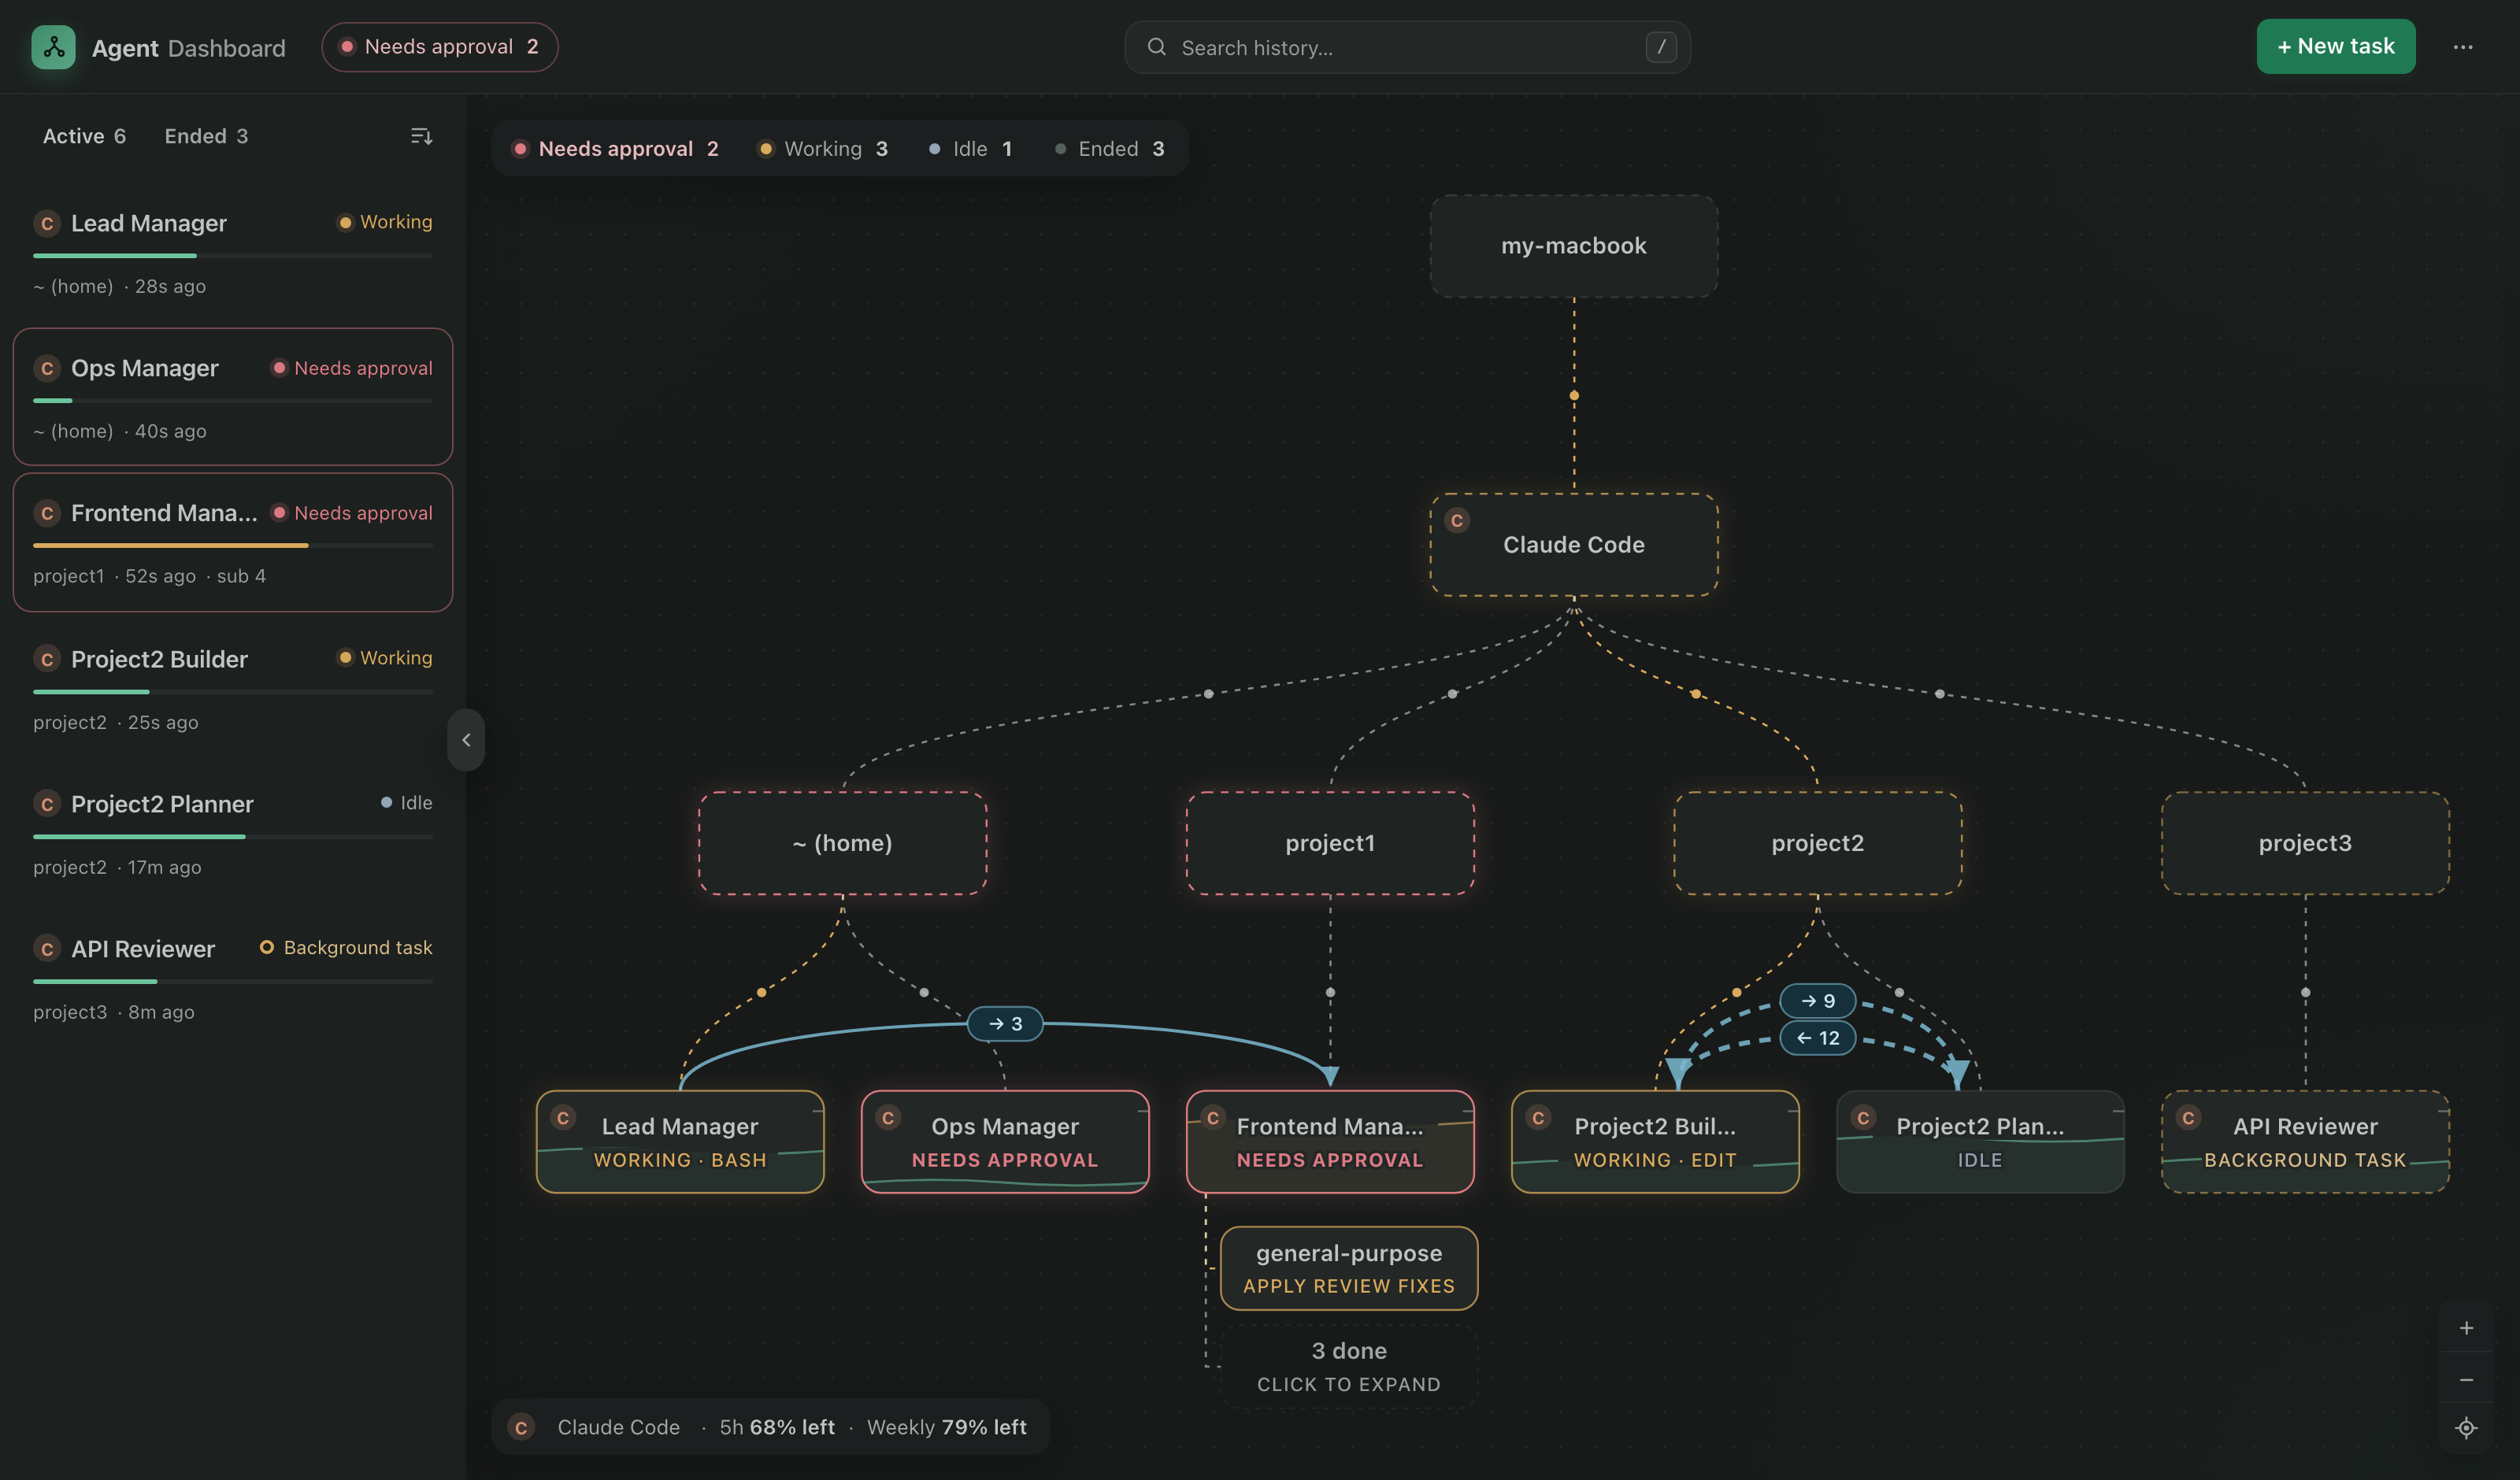 Agent Dashboard
Needs approval 2
Search history...
/
+ New task
Active 6 Ended 3
C Lead Manager Working
~ (home) · 28s ago
C Ops Manager Needs approval
~ (home) · 40s ago
C Frontend Mana... Needs approval
project1 · 52s ago · sub 4
C Project2 Builder Working
project2 · 25s ago
C Project2 Planner Idle
project2 · 17m ago
C API Reviewer Background task
project3 · 8m ago
Needs approval 2 Working 3 Idle 1 Ended 3
my-macbook
C
Claude Code
~ (home) project1 project2 project3
→ 9
→ 3
← 12
C Lead Manager
WORKING · BASH
C Ops Manager
NEEDS APPROVAL
C Frontend Mana...
NEEDS APPROVAL
C Project2 Buil...
WORKING · EDIT
C Project2 Plan...
IDLE
C API Reviewer
BACKGROUND TASK
general-purpose
APPLY REVIEW FIXES
3 done
CLICK TO EXPAND
C Claude Code · 5h 68% left · Weekly 79% left
+
−